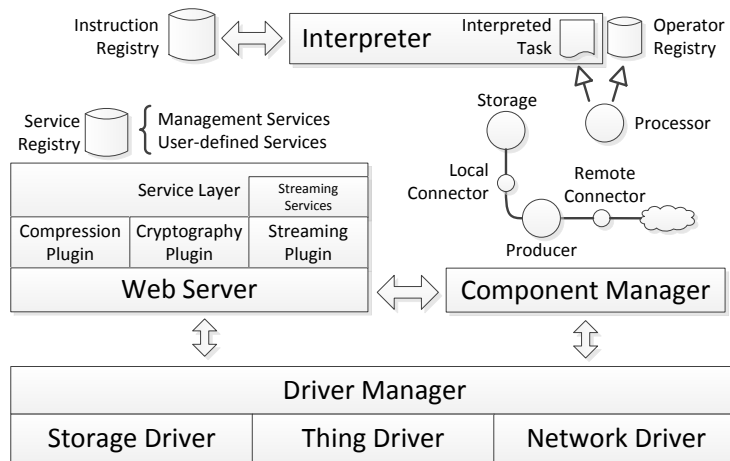 Instruction
Registry
Interpreter
Interpreted
Task
Operator
Registry
Storage
Processor
Service
Registry
Management Services
User-defined Services
Local
Connector
Remote
Connector
Service Layer
Streaming
Services
Compression
Plugin
Cryptography
Plugin
Streaming
Plugin
Producer
Web Server
Component Manager
Driver Manager
Storage Driver
Thing Driver
Network Driver